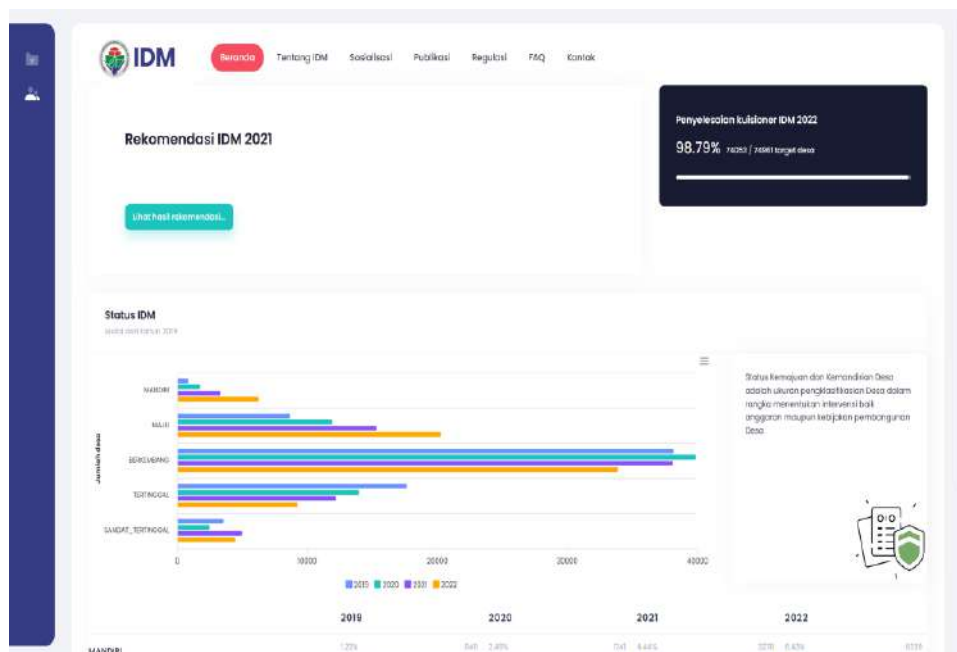 IDM
Beranda Tentang IDM Sosialisasi Publikasi Regulasi FAQ Kontak
Rekomendasi IDM 2021
Lihat hasil rekomendasi...
Penyelesaian kuisioner IDM 2022
98.79% target desa
Status IDM
Jumlah desa
MANDIRI
MAJU
BERKEMBANG
TERTINGGAL
SANGAT_TERTINGGAL
0 10000 20000 30000 40000
2019 2020 2021 2022
Status Kemajuan dan Kemandirian Desa
adalah ukuran pengklasifikasian Desa dalam
rangka menentukan intervensi baik
anggaran maupun kebijakan pembangunan
Desa
2019 2020 2021 2022
MANDIRI